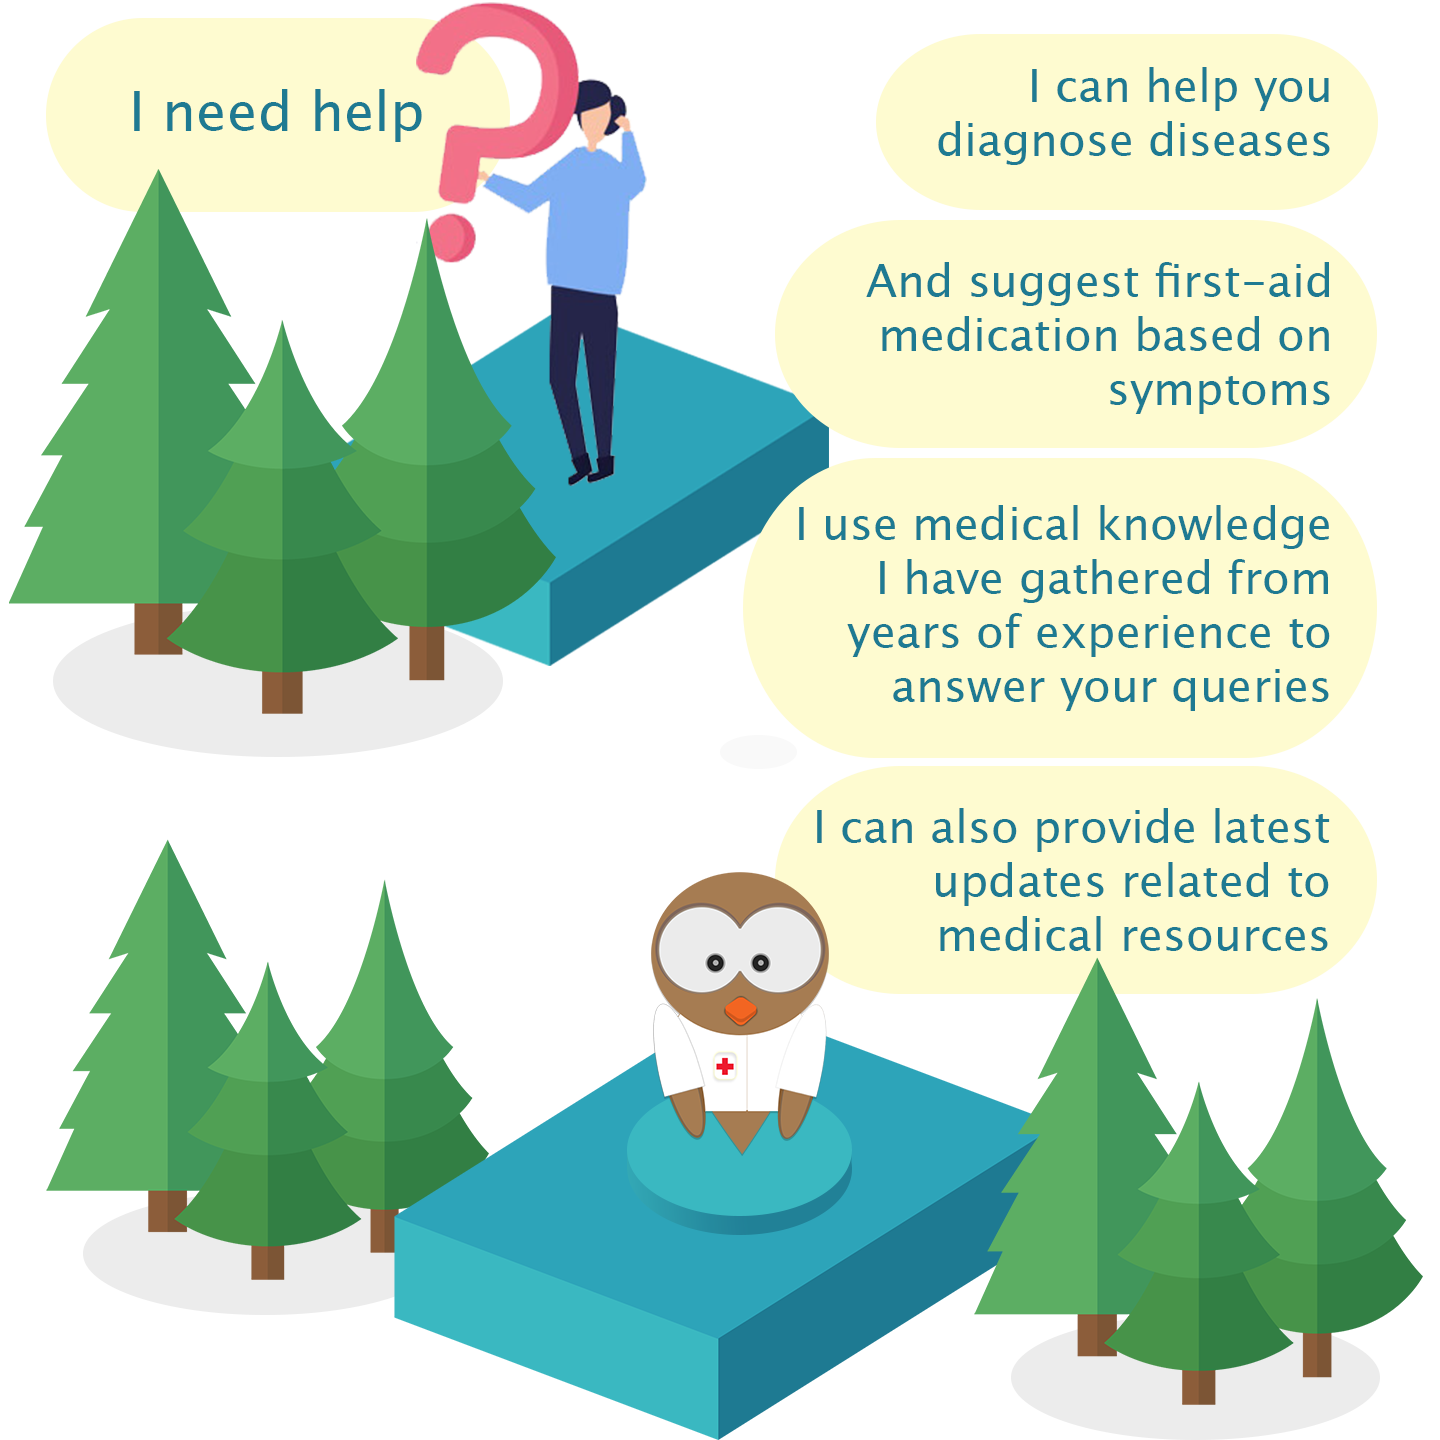 I need help
I can help you
diagnose diseases
And suggest first-aid
medication based on
symptoms
I use medical knowledge
I have gathered from
years of experience to
answer your queries
I can also provide latest
updates related to
medical resources